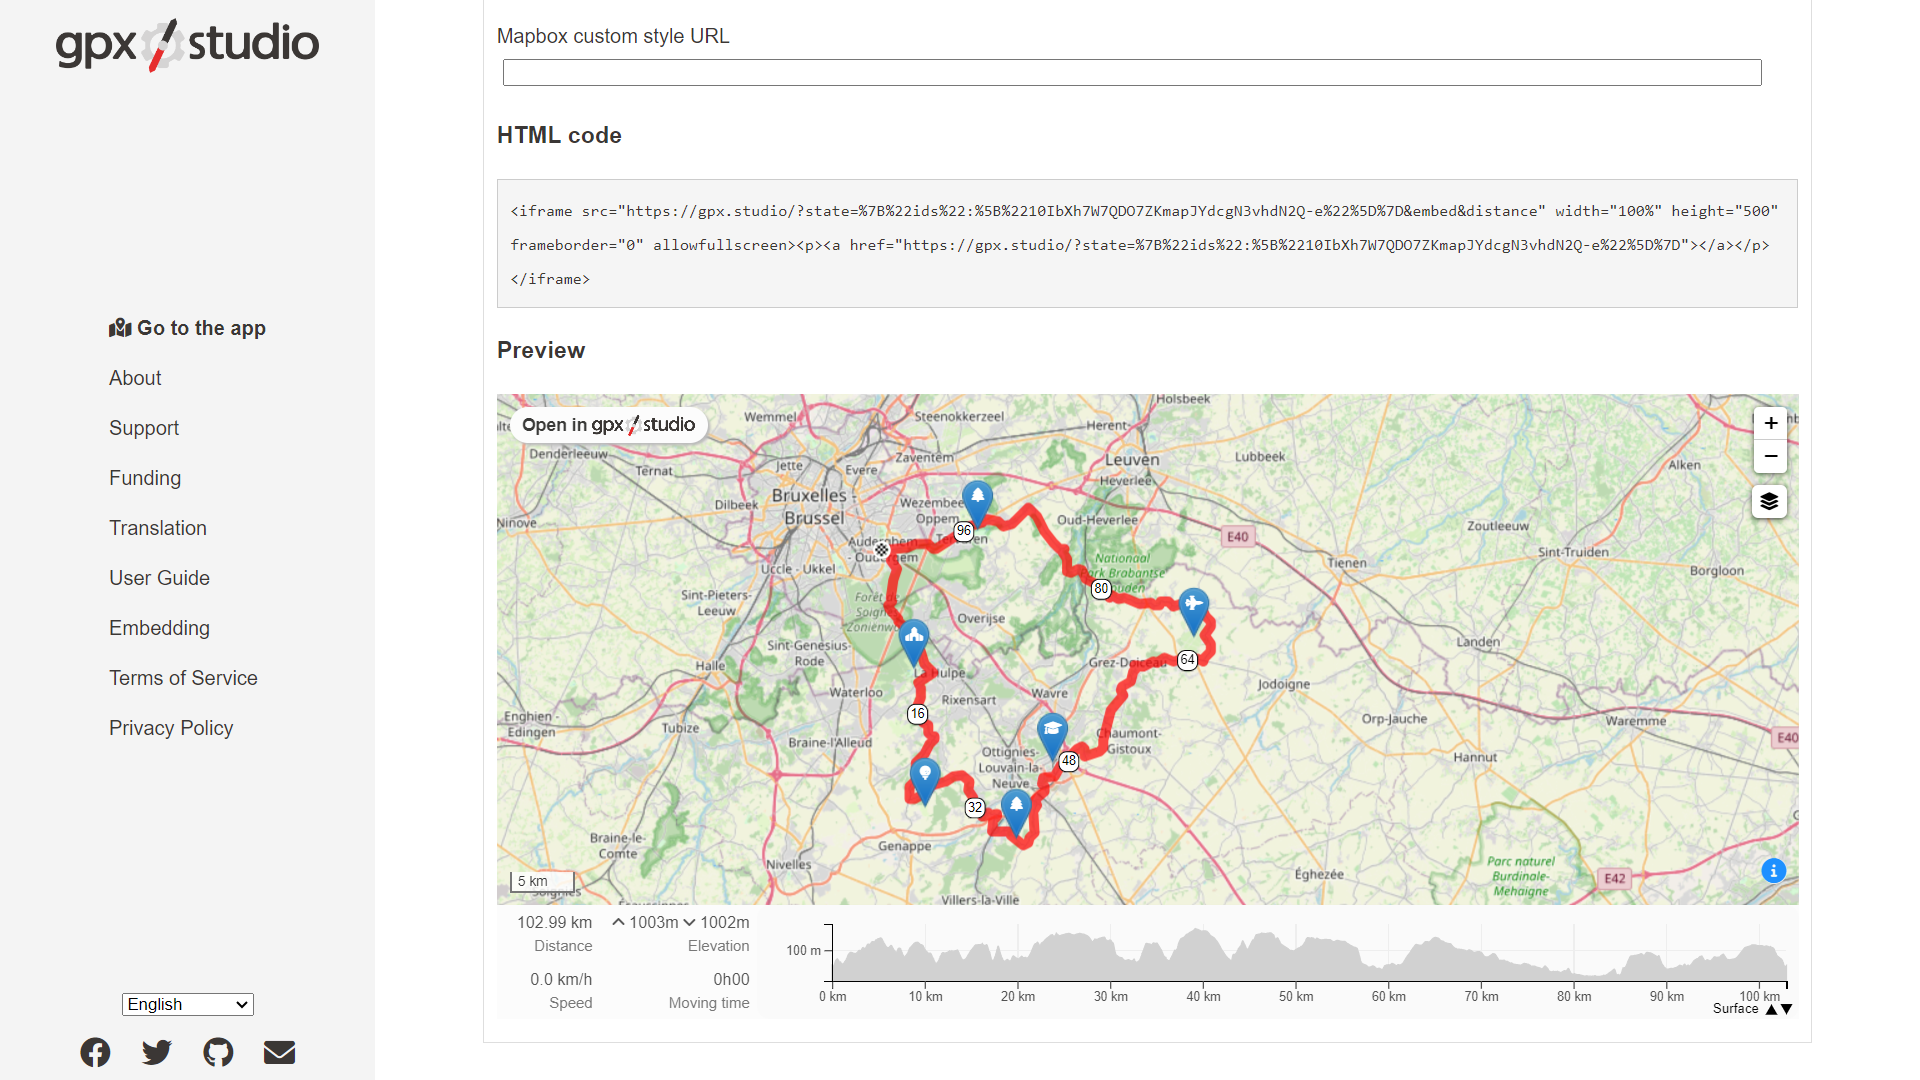 gpx studio
Go to the app
About
Support
Funding
Translation
User Guide
Embedding
Terms of Service
Privacy Policy
English
Mapbox custom style URL
HTML code
<iframe src="https://gpx.studio/?state=%7B%22ids%22:%5B%2210IbXh7W7QDO7ZKmapJYdcgN3vhdN2Q-e%22%5D%7D&embed&distance" width="100%" height="500"
frameborder="0" allowfullscreen><p><a href="https://gpx.studio/?state=%7B%22ids%22:%5B%2210IbXh7W7QDO7ZKmapJYdcgN3vhdN2Q-e%22%5D%7D"></a></p>
</iframe>
Preview
Open in gpx studio
+
−
Holsbeek
Wemmel
Steenokkerzeel
Herent-
Denderleeuw
Ternat
Jette
Evere
Zaventem
Leuven
Heverlee
Lubbeek
Alken
Dilbeek
Bruxelles -
Brussel
Wezembeek-
Oppem
Oud-Heverlee
Ninove
E40
Zoutleeuw
Sint-Truiden
96
Auderghem
- Oudergem
Uccle - Ukkel
Nationaal
Park Brabantse
Wouden
80
Tienen
Borgloon
Sint-Pieters-
Leeuw
Forêt de
Soignes -
Zoniënwoud
Overijse
Sint-Genesius-
Rode
Landen
Halle
La Hulpe
Grez-Doiceau
64
Waterloo
Rixensart
Wavre
Jodoigne
Enghien -
Edingen
Tubize
16
Orp-Jauche
Waremme
Braine-l'Alleud
Chaumont-
Gistoux
E40
Ottignies-
Louvain-la-
Neuve
48
Hannut
32
Braine-le-
Comte
Genappe
Nivelles
Parc naturel
Burdinale-
Mehaigne
Éghezée
E42
5 km
Villers-la-Ville
102.99 km
Distance
1003m 1002m
Elevation
0.0 km/h
Speed
0h00
Moving time
100 m
0 km 10 km 20 km 30 km 40 km 50 km 60 km 70 km 80 km 90 km 100 km
Surface